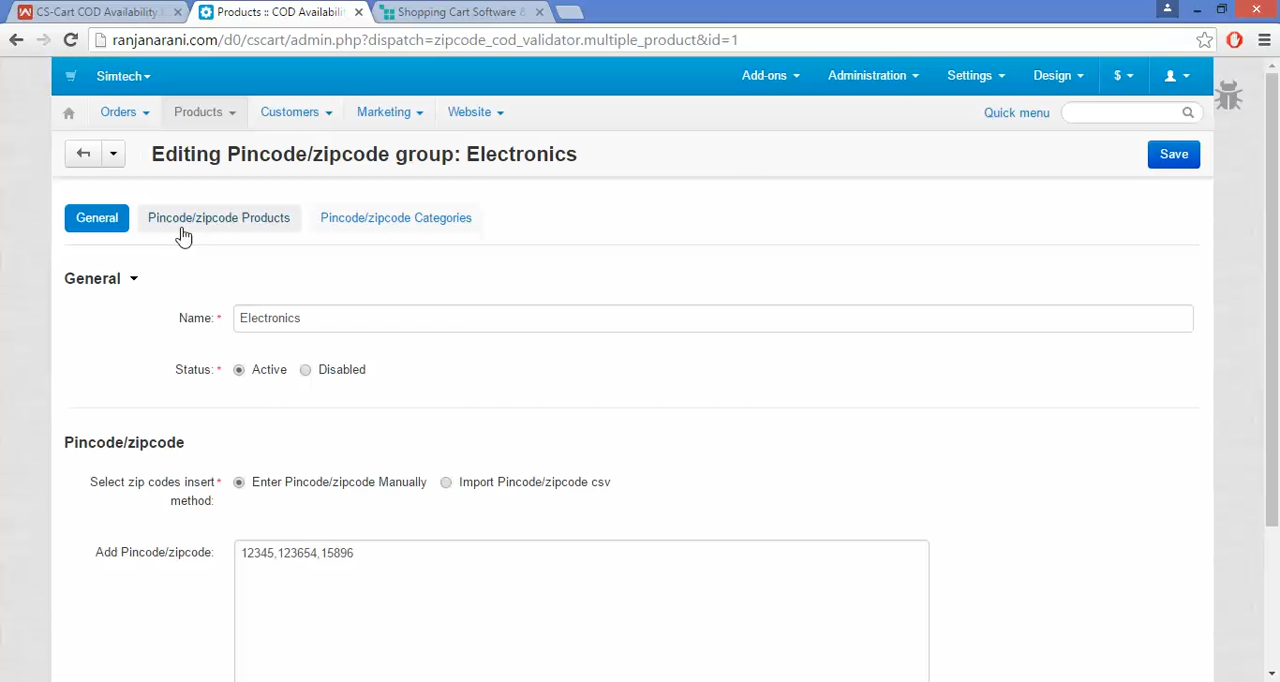 CS-Cart COD Availability
Products :: COD Availabili
Shopping Cart Software &
ranjanarani.com/d0/cscart/admin.php?dispatch=zipcode_cod_validator.multiple_product&id=1
Simtech
Add-ons
Administration
Settings
Design
$
Orders
Products
Customers
Marketing
Website
Quick menu
Editing Pincode/zipcode group: Electronics
Save
General
Pincode/zipcode Products
Pincode/zipcode Categories
General
Name: *
Electronics
Status: *
Active
Disabled
Pincode/zipcode
Select zip codes insert *
method:
Enter Pincode/zipcode Manually
Import Pincode/zipcode csv
Add Pincode/zipcode:
12345,123654,15896